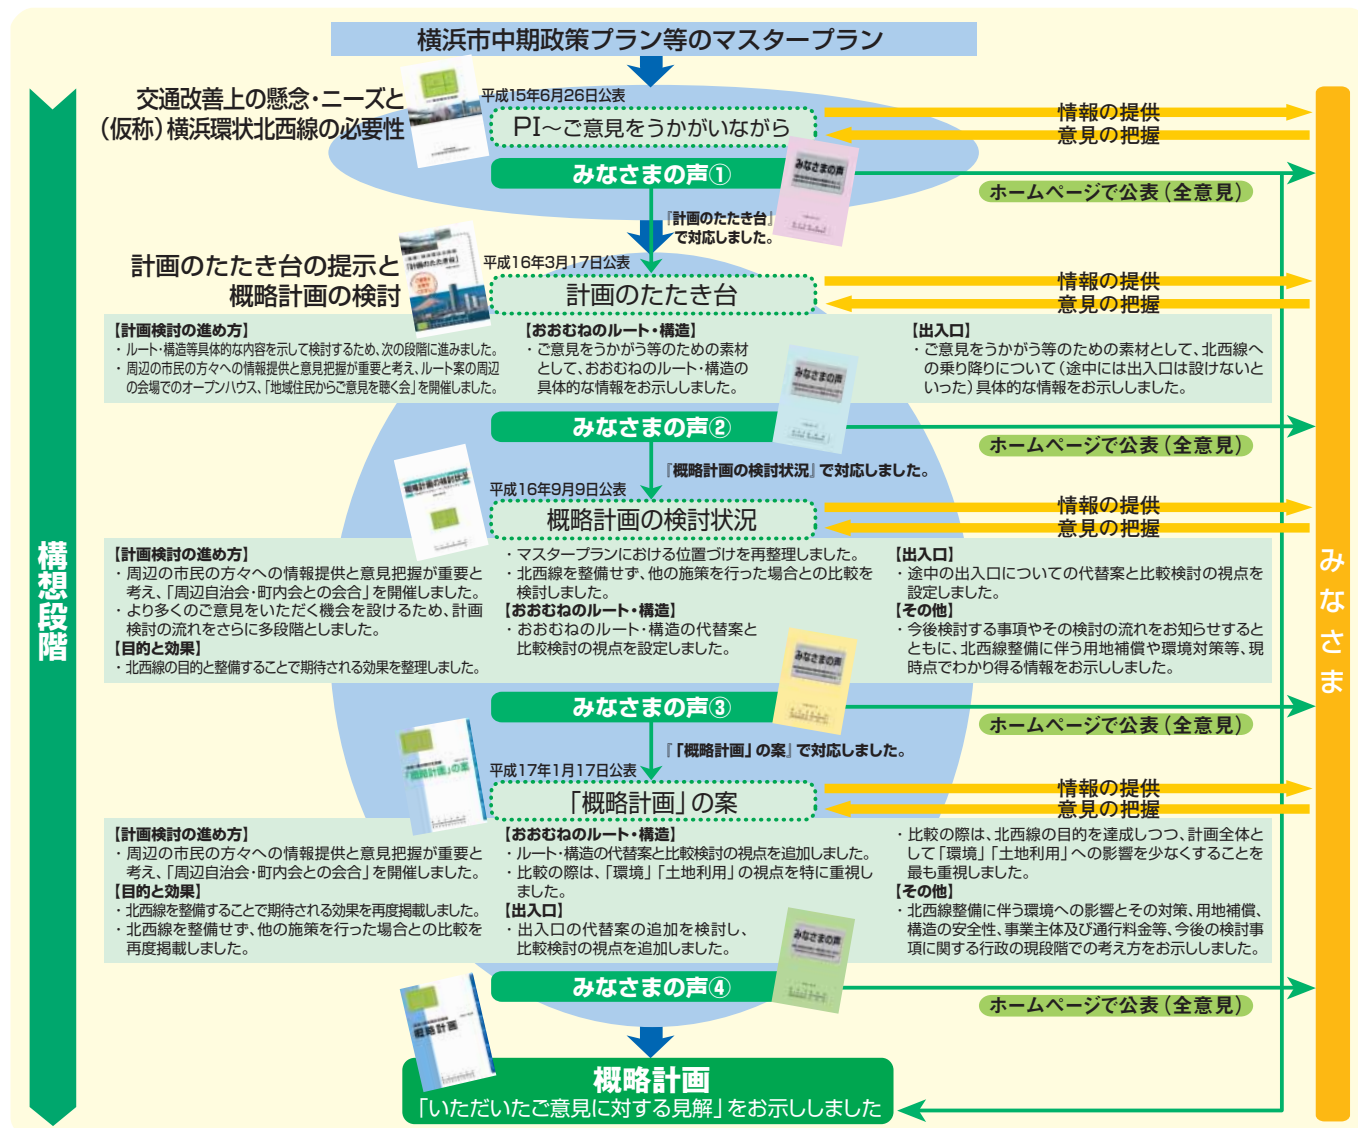 横浜市中期政策プラン等のマスタープラン
交通改善上の懸念・ニーズと
（仮称）横浜環状北西線の必要性
平成15年6月26日公表
PI～ご意見をうかがいながら
情報の提供
意見の把握
みなさまの声①
みなさまの声
ホームページで公表（全意見）
『計画のたたき台』
で対応しました。
計画のたたき台の提示と
概略計画の検討
「計画のたたき台」
平成16年3月17日公表
計画のたたき台
情報の提供
意見の把握
【計画検討の進め方】
・ルート・構造等具体的な内容を示して検討するため、次の段階に進みました。
・周辺の市民の方々への情報提供と意見把握が重要と考え、ルート案の周辺
の会場でのオープンハウス、「地域住民からご意見を聴く会」を開催しました。
【おおむねのルート・構造】
・ご意見をうかがう等のための素材
として、おおむねのルート・構造の
具体的な情報をお示ししました。
【出入口】
・ご意見をうかがう等のための素材として、北西線へ
の乗り降りについて（途中には出入口は設けないと
いった）具体的な情報をお示ししました。
みなさまの声②
みなさまの声
ホームページで公表（全意見）
『概略計画の検討状況』で対応しました。
概略計画の検討状況
平成16年9月9日公表
概略計画の検討状況
情報の提供
意見の把握
【計画検討の進め方】
・周辺の市民の方々への情報提供と意見把握が重要と
考え、「周辺自治会・町内会との会合」を開催しました。
・より多くのご意見をいただく機会を設けるため、計画
検討の流れをさらに多段階としました。
【目的と効果】
・北西線の目的と整備することで期待される効果を整理しました。
・マスタープランにおける位置づけを再整理しました。
・北西線を整備せず、他の施策を行った場合との比較を
検討しました。
【おおむねのルート・構造】
・おおむねのルート・構造の代替案と
比較検討の視点を設定しました。
【出入口】
・途中の出入口についての代替案と比較検討の視点を
設定しました。
【その他】
・今後検討する事項やその検討の流れをお知らせすると
ともに、北西線整備に伴う用地補償や環境対策等、現
時点でわかり得る情報をお示ししました。
みなさまの声③
みなさまの声
ホームページで公表（全意見）
『「概略計画」の案』で対応しました。
「概略計画」の案
平成17年1月17日公表
「概略計画」の案
情報の提供
意見の把握
【計画検討の進め方】
・周辺の市民の方々への情報提供と意見把握が重要と
考え、「周辺自治会・町内会との会合」を開催しました。
【目的と効果】
・北西線を整備することで期待される効果を再度掲載しました。
・北西線を整備せず、他の施策を行った場合との比較を
再度掲載しました。
【おおむねのルート・構造】
・ルート・構造の代替案と比較検討の視点を追加しました。
・比較の際は、「環境」「土地利用」の視点を特に重視し
ました。
【出入口】
・出入口の代替案の追加を検討し、
比較検討の視点を追加しました。
・比較の際は、北西線の目的を達成しつつ、計画全体と
して「環境」「土地利用」への影響を少なくすることを
最も重視しました。
【その他】
・北西線整備に伴う環境への影響とその対策、用地補償、
構造の安全性、事業主体及び通行料金等、今後の検討事
項に関する行政の現段階での考え方をお示ししました。
みなさまの声④
みなさまの声
ホームページで公表（全意見）
概略計画
概略計画
「いただいたご意見に対する見解」をお示ししました
構想段階
みなさま